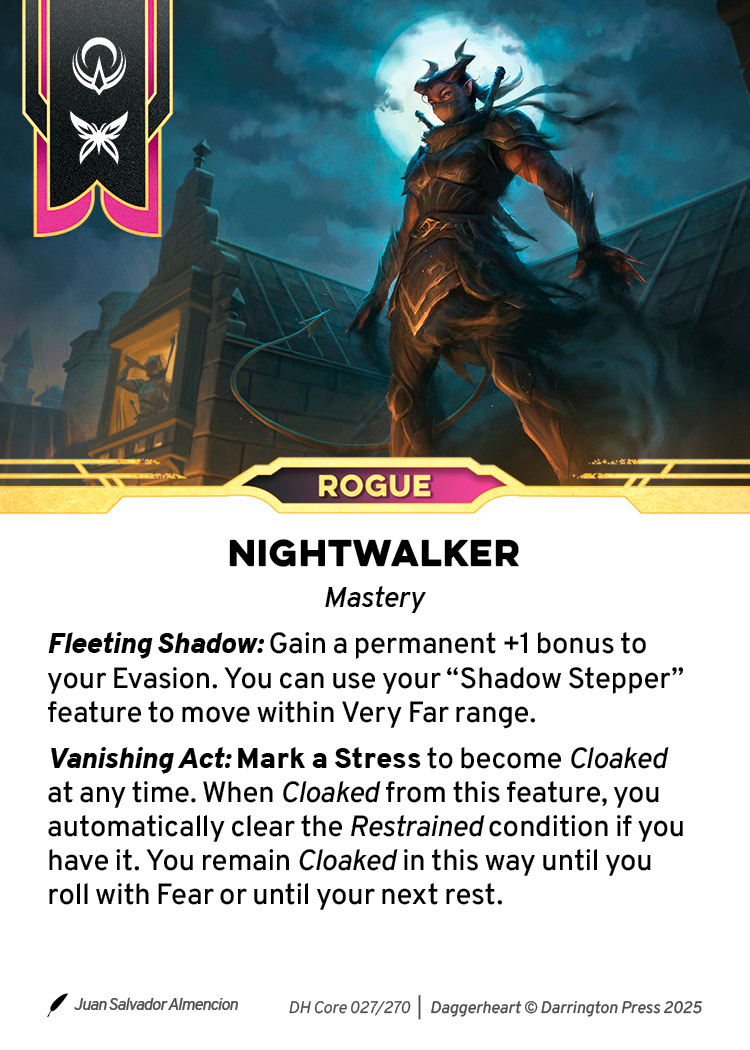 ROGUE
NIGHTWALKER
Mastery
Fleeting Shadow: Gain a permanent +1 bonus to
your Evasion. You can use your “Shadow Stepper”
feature to move within Very Far range.
Vanishing Act: Mark a Stress to become Cloaked
at any time. When Cloaked from this feature, you
automatically clear the Restrained condition if you
have it. You remain Cloaked in this way until you
roll with Fear or until your next rest.
Juan Salvador Almencion DH Core 027/270 | Daggerheart © Darrington Press 2025